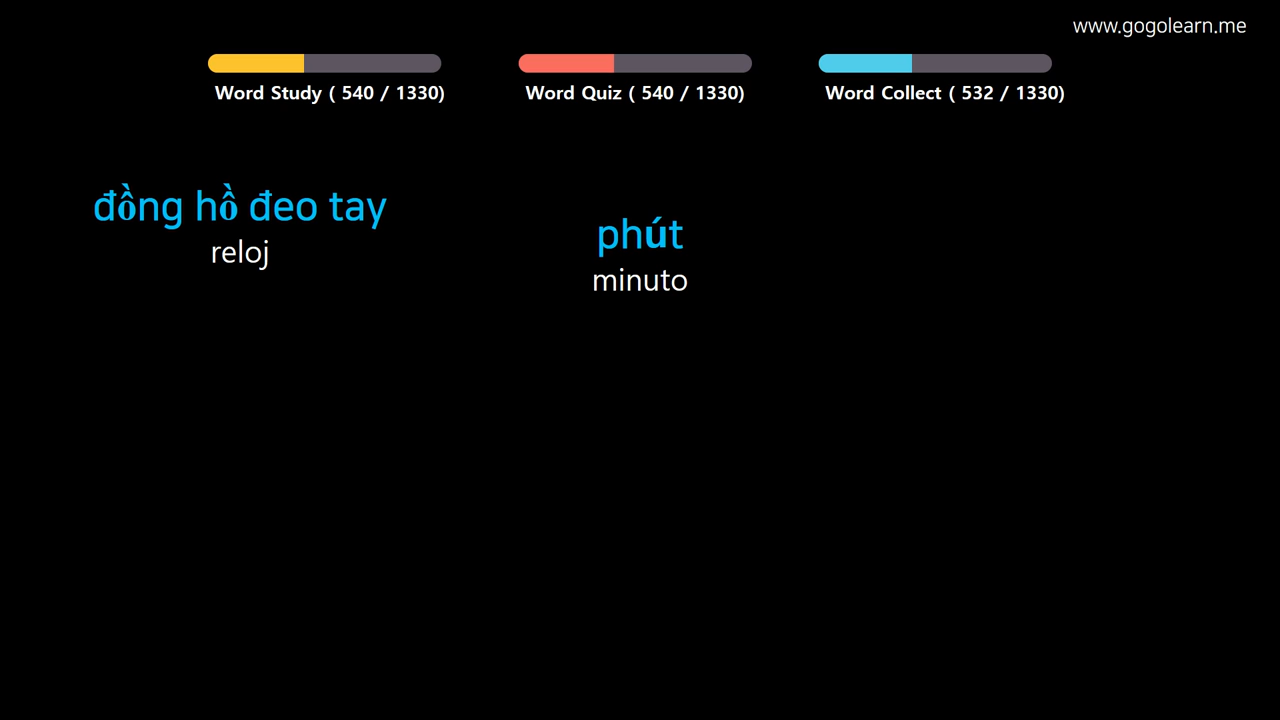 www.gogolearn.me
Word Study ( 540 / 1330)
Word Quiz ( 540 / 1330)
Word Collect ( 532 / 1330)
đồng hồ đeo tay
reloj
phút
minuto